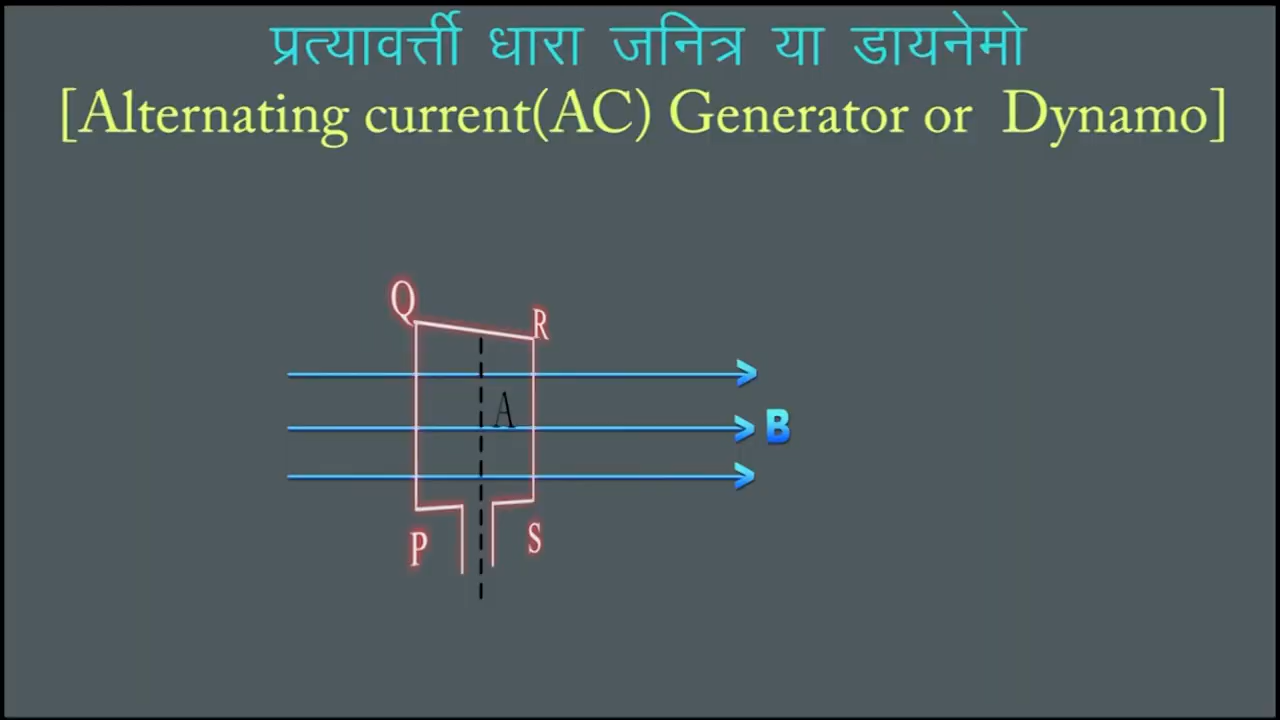 प्रत्यावर्त्ती धारा जनित्र या डायनेमो
[Alternating current(AC) Generator or Dynamo]
Q
R
A
B
P
S